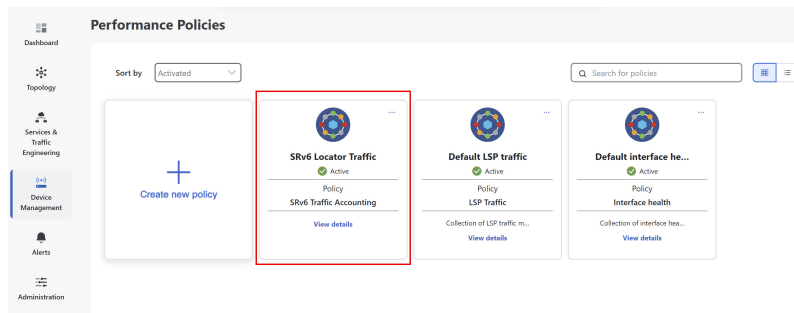 Performance Policies
Dashboard
Topology
Services &
Traffic
Engineering
Device
Management
Alerts
Administration
Sort by
Activated
Search for policies
Create new policy
SRv6 Locator Traffic
Active
Policy
SRv6 Traffic Accounting
View details
Default LSP traffic
Active
Policy
LSP Traffic
Collection of LSP traffic m...
View details
Default interface he...
Active
Policy
Interface health
Collection of interface hea...
View details